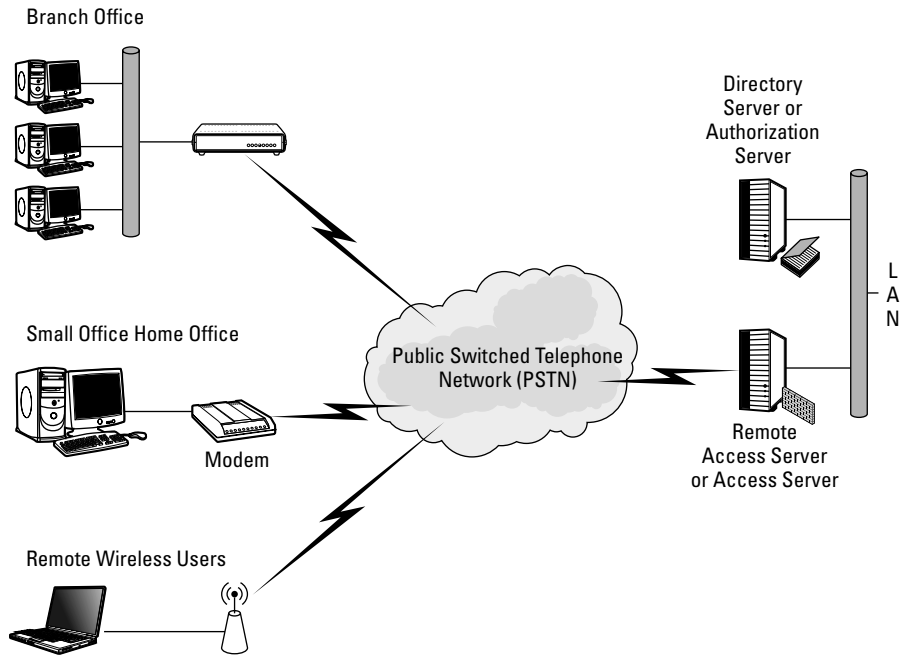 Branch Office
Directory
Server or
Authorization
Server
L
A
N
Small Office Home Office
Public Switched Telephone
Network (PSTN)
Modem
Remote
Access Server
or Access Server
Remote Wireless Users